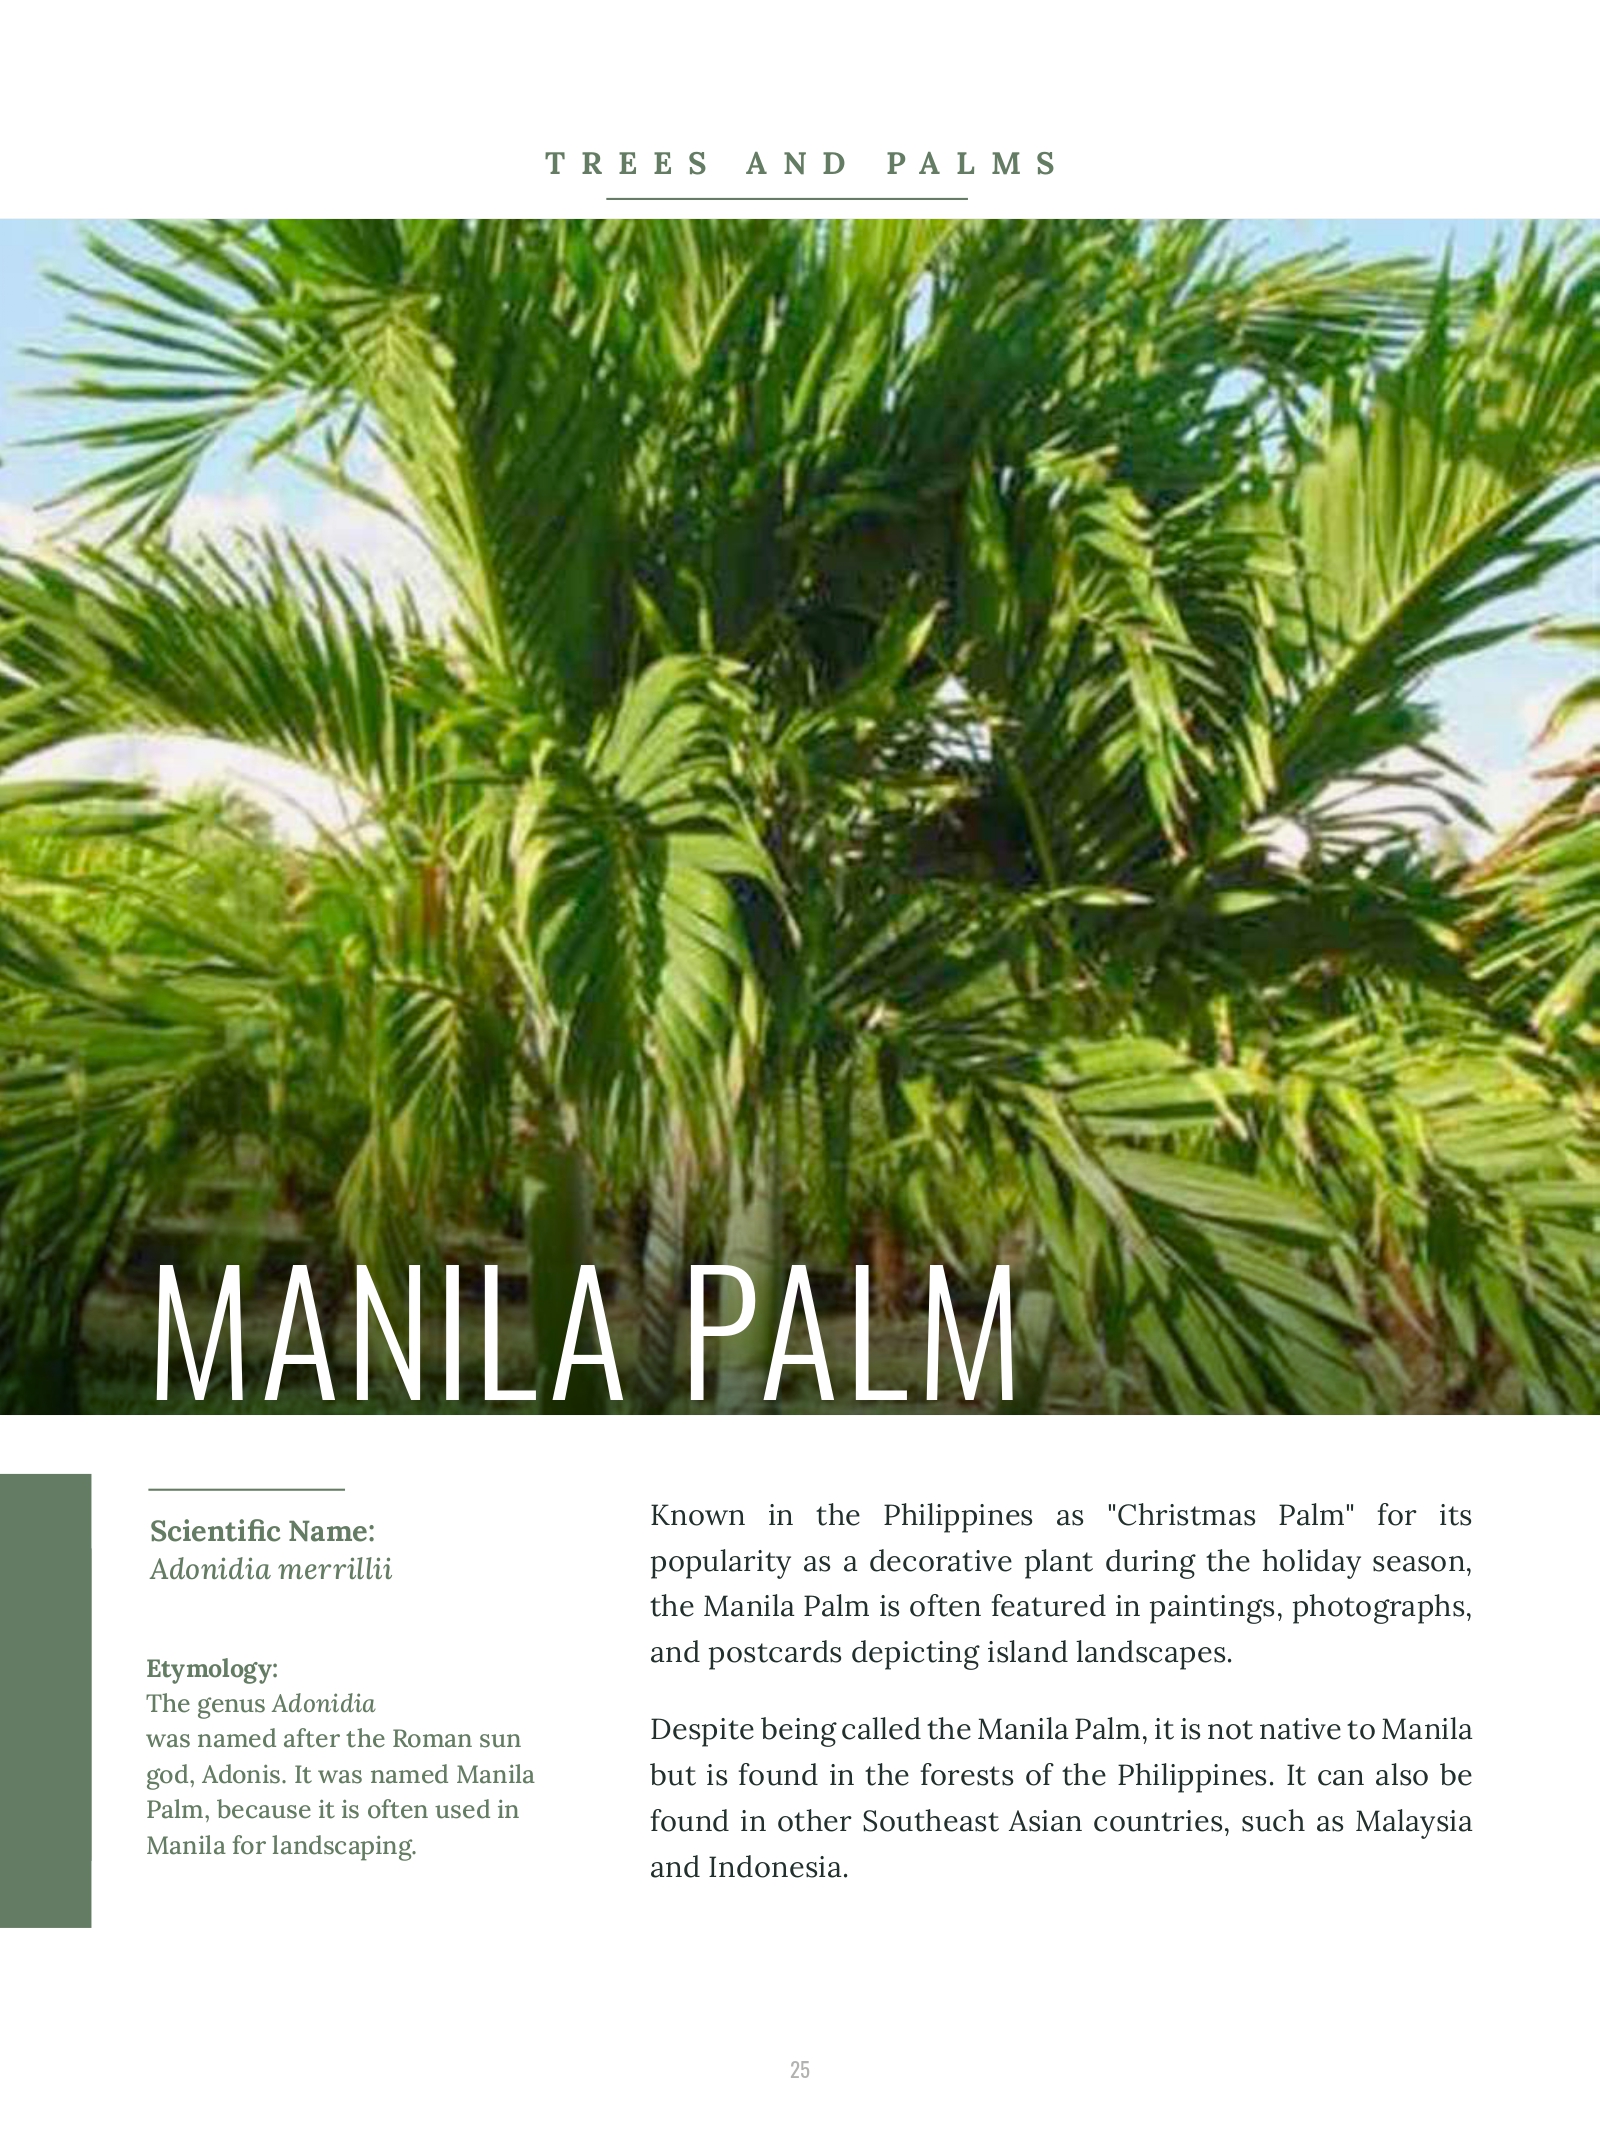 TREES AND PALMS
MANILA PALM
Scientific Name:
Adonidia merrillii
Etymology:
The genus Adonidia
was named after the Roman sun
god, Adonis. It was named Manila
Palm, because it is often used in
Manila for landscaping.
Known in the Philippines as "Christmas Palm" for its
popularity as a decorative plant during the holiday season,
the Manila Palm is often featured in paintings, photographs,
and postcards depicting island landscapes.
Despite being called the Manila Palm, it is not native to Manila
but is found in the forests of the Philippines. It can also be
found in other Southeast Asian countries, such as Malaysia
and Indonesia.
25